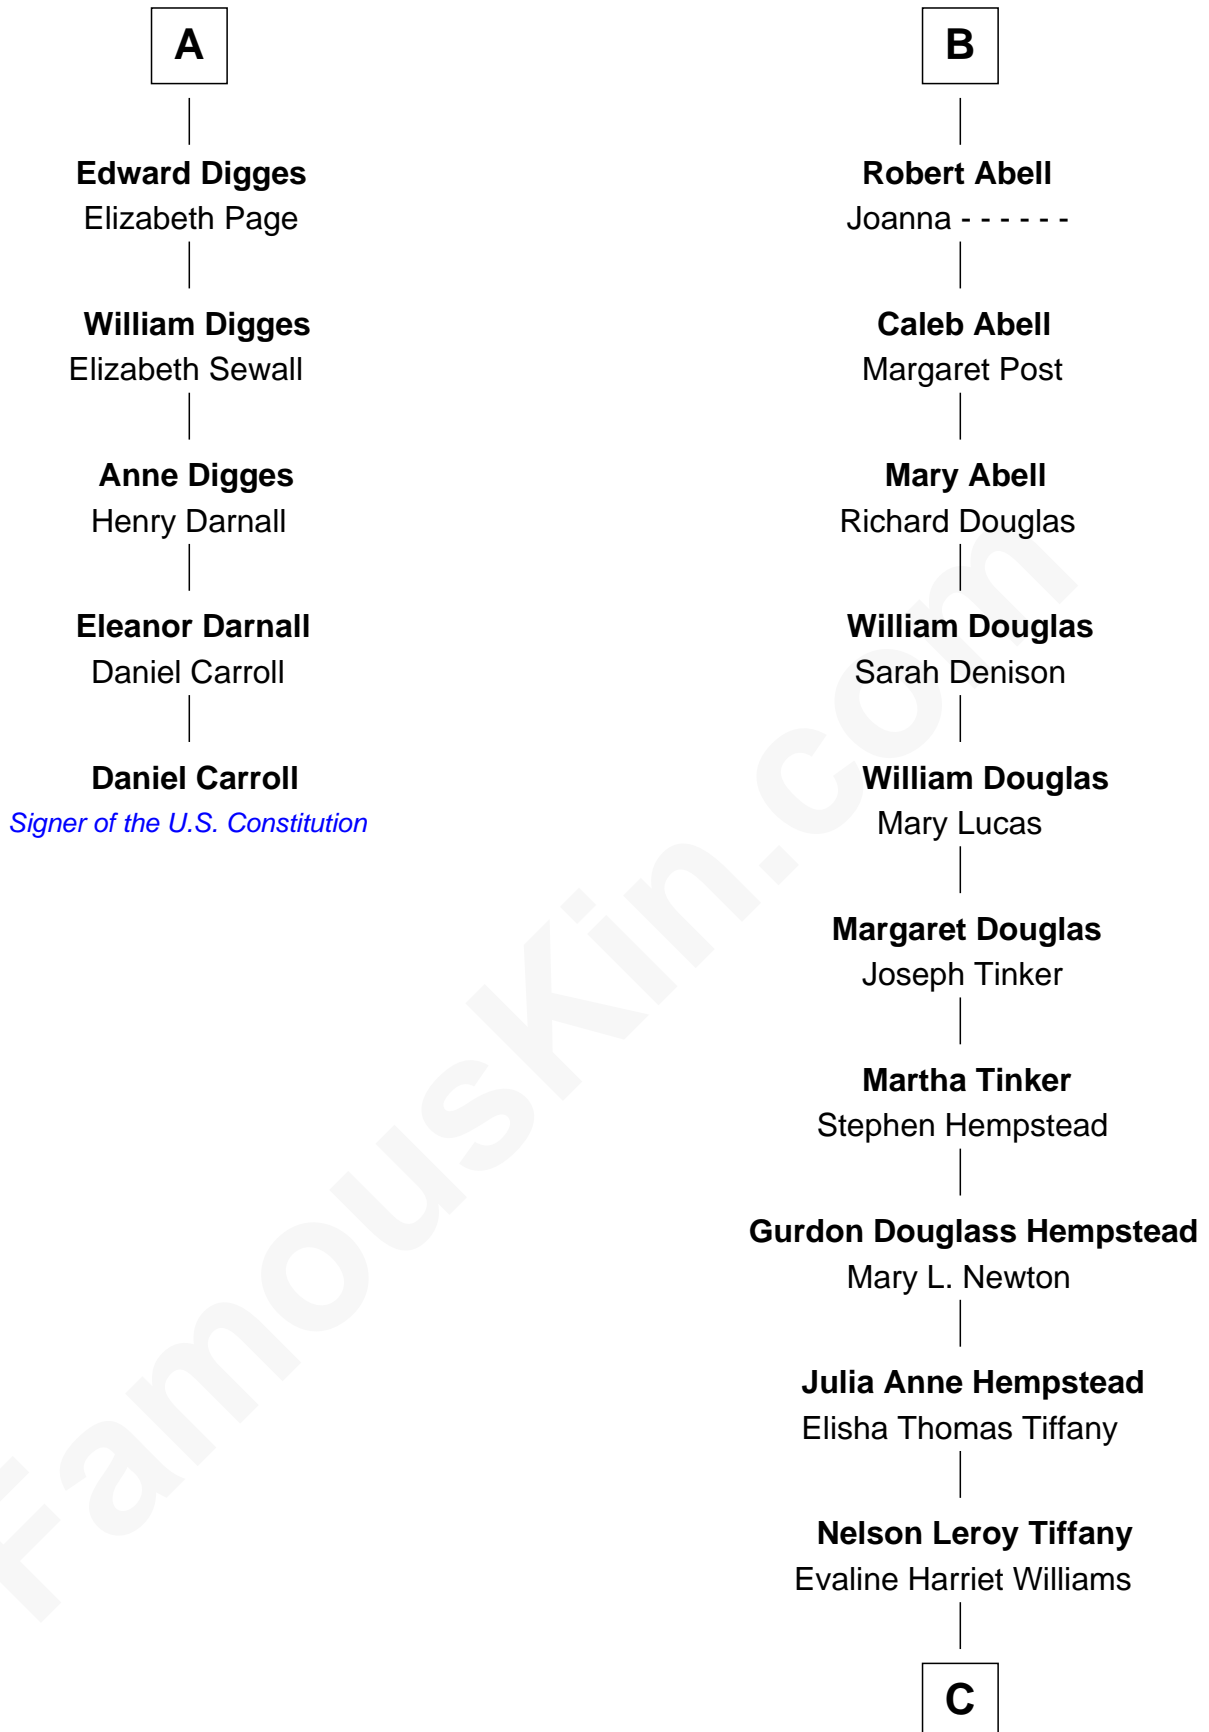 A
Edward Digges
Elizabeth Page
William Digges
Elizabeth Sewall
Anne Digges
Henry Darnall
Eleanor Darnall
Daniel Carroll
Daniel Carroll
Signer of the U.S. Constitution
B
Robert Abell
Joanna - - - - - -
Caleb Abell
Margaret Post
Mary Abell
Richard Douglas
William Douglas
Sarah Denison
William Douglas
Mary Lucas
Margaret Douglas
Joseph Tinker
Martha Tinker
Stephen Hempstead
Gurdon Douglass Hempstead
Mary L. Newton
Julia Anne Hempstead
Elisha Thomas Tiffany
Nelson Leroy Tiffany
Evaline Harriet Williams
C
FamousKin.com